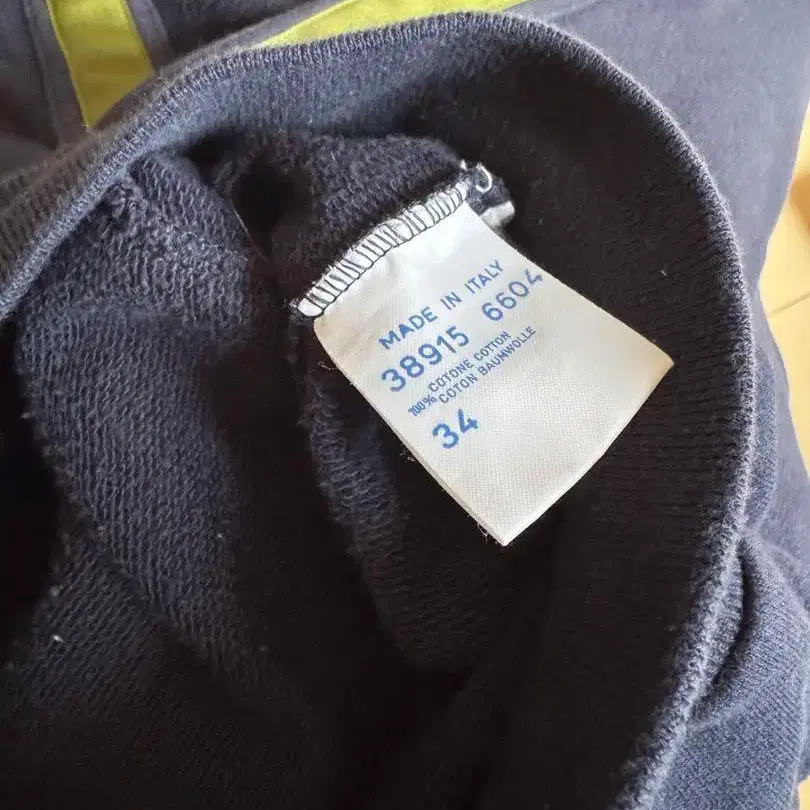 MADE IN ITALY
38915 6604
100% COTONE COTTON
COTON BAUMWOLLE
34